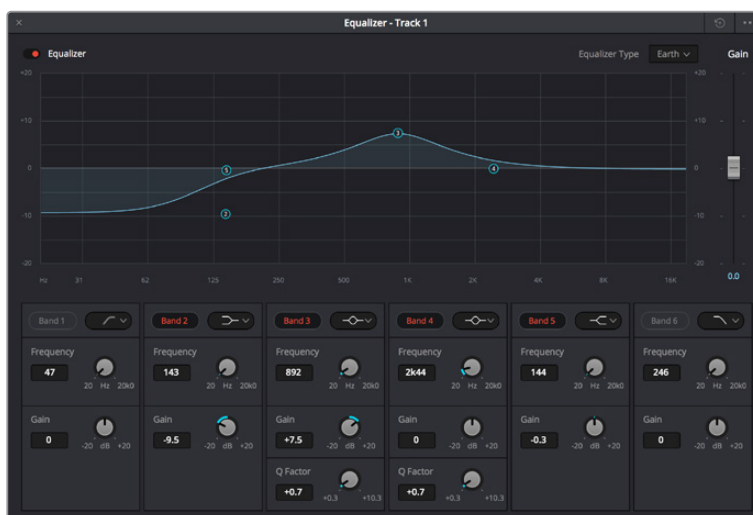 Equalizer - Track 1
Equalizer
Equalizer Type
Earth
Gain
+20 +20
+10 +10
0 0
-10 -10
-20 -20
Hz 31 62 125 250 500 1K 2K 4K 8K 16K
0.0
5
3
4
2
Band 1 Band 2 Band 3 Band 4 Band 5 Band 6
Frequency Frequency Frequency Frequency Frequency Frequency
47 143 892 2k44 144 246
20 Hz 20k0 20 Hz 20k0 20 Hz 20k0 20 Hz 20k0 20 Hz 20k0 20 Hz 20k0
Gain Gain Gain Gain Gain Gain
0 -9.5 +7.5 0 -0.3 0
-20 dB +20 -20 dB +20 -20 dB +20 -20 dB +20 -20 dB +20 -20 dB +20
Q Factor Q Factor
+0.7 +0.7
+0.3 +10.3 +0.3 +10.3